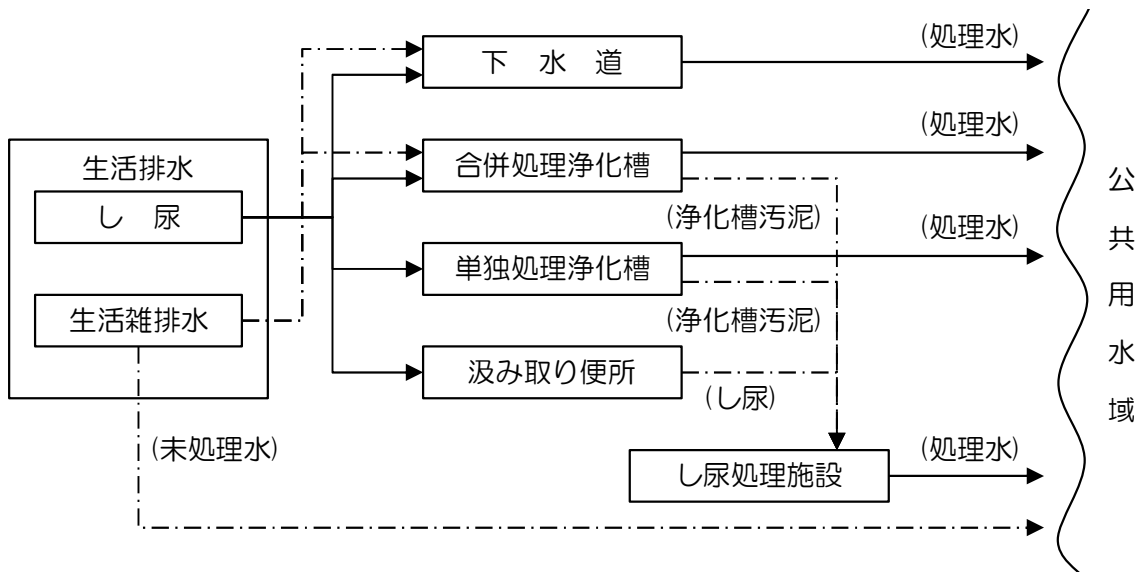 (処理水)
下　水　道
(処理水)
生活排水
合併処理浄化槽
し　尿
(浄化槽汚泥)
(処理水)
単独処理浄化槽
生活雑排水
(浄化槽汚泥)
汲み取り便所
(し尿)
(未処理水)
(処理水)
し尿処理施設
公共用水域